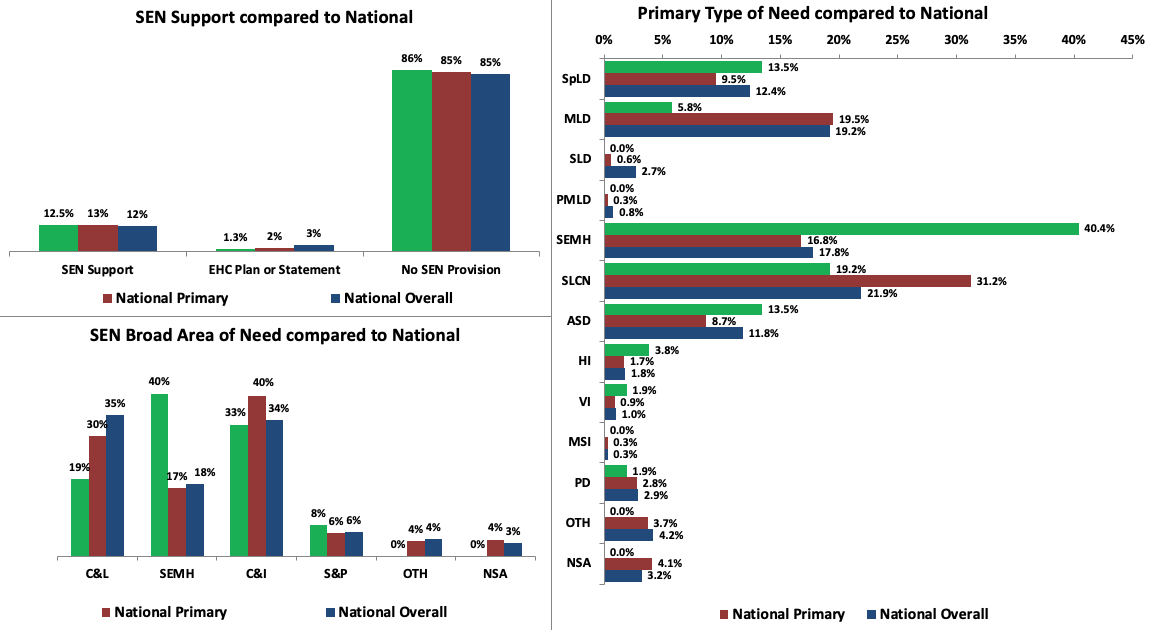 SEN Support compared to National
86% 85% 85%
12.5% 13% 12%
1.3% 2% 3%
SEN Support EHC Plan or Statement No SEN Provision
National Primary National Overall
SEN Broad Area of Need compared to National
19% 30% 35%
40% 17% 18%
33% 40% 34%
8% 6% 6%
0% 4% 4%
0% 4% 3%
C&L SEMH C&I S&P OTH NSA
National Primary National Overall
Primary Type of Need compared to National
0% 5% 10% 15% 20% 25% 30% 35% 40% 45%
13.5%
SpLD 9.5%
12.4%
5.8%
MLD 19.5%
19.2%
0.0%
SLD 0.6%
2.7%
0.0%
PMLD 0.3%
0.8%
40.4%
SEMH 16.8%
17.8%
19.2%
SLCN 31.2%
21.9%
13.5%
ASD 8.7%
11.8%
3.8%
HI 1.7%
1.8%
1.9%
VI 0.9%
1.0%
0.0%
MSI 0.3%
0.3%
1.9%
PD 2.8%
2.9%
0.0%
OTH 3.7%
4.2%
0.0%
NSA 4.1%
3.2%
National Primary National Overall